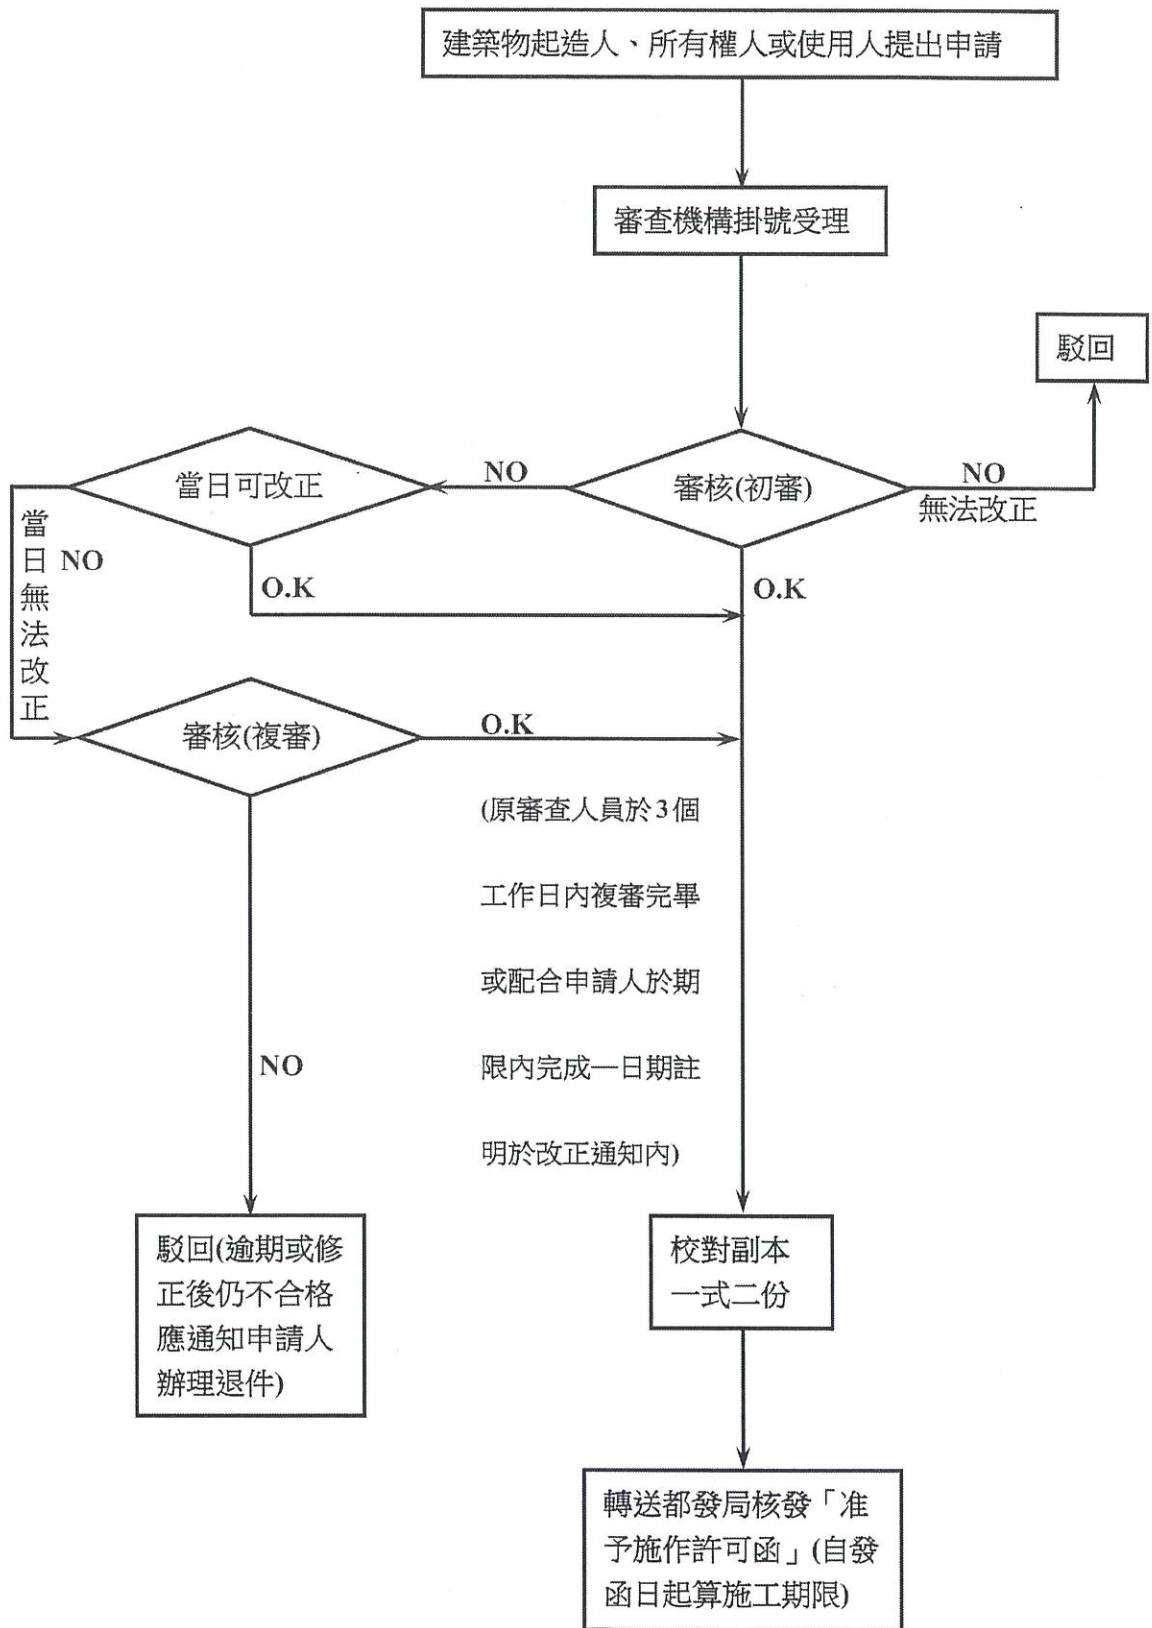 建築物起造人、所有權人或使用人提出申請
審查機構掛號受理
駁回
當日可改正
NO
審核(初審)
NO
無法改正
當日無法改正
NO
O.K
O.K
審核(複審)
O.K
(原審查人員於3個
工作日內複審完畢
或配合申請人於期
限內完成—日期註
明於改正通知內)
NO
駁回(逾期或修
正後仍不合格
應通知申請人
辦理退件)
校對副本
一式二份
轉送都發局核發「准
予施作許可函」(自發
函日起算施工期限)